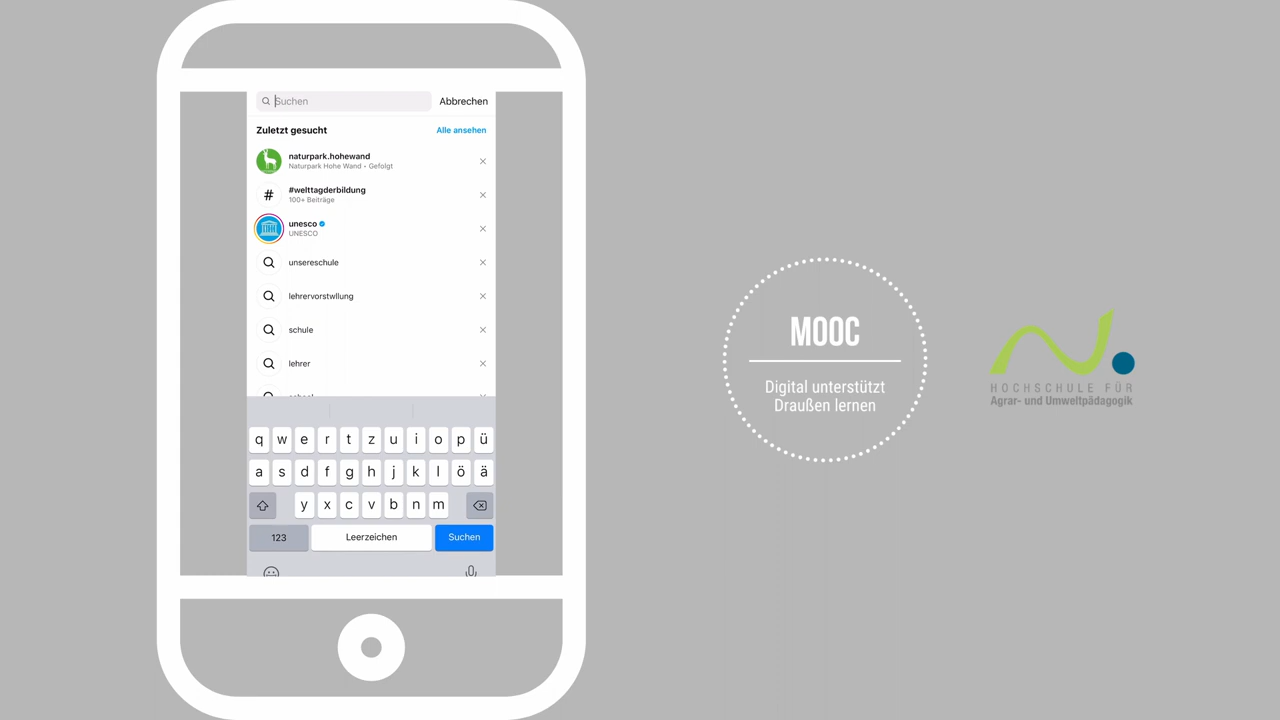 Suchen
Abbrechen
Zuletzt gesucht
Alle ansehen
naturpark.hohewand
Naturpark Hohe Wand • Gefolgt
#
#welttagderbildung
100+ Beiträge
unesco
UNESCO
unsereschule
lehrervorstwllung
schule
lehrer
q w e r t z u i o p ü
a s d f g h j k l ö ä
y x c v b n m
123
Leerzeichen
Suchen
MOOC
Digital unterstützt
Draußen lernen
HOCHSCHULE FÜR
Agrar- und Umweltpädagogik